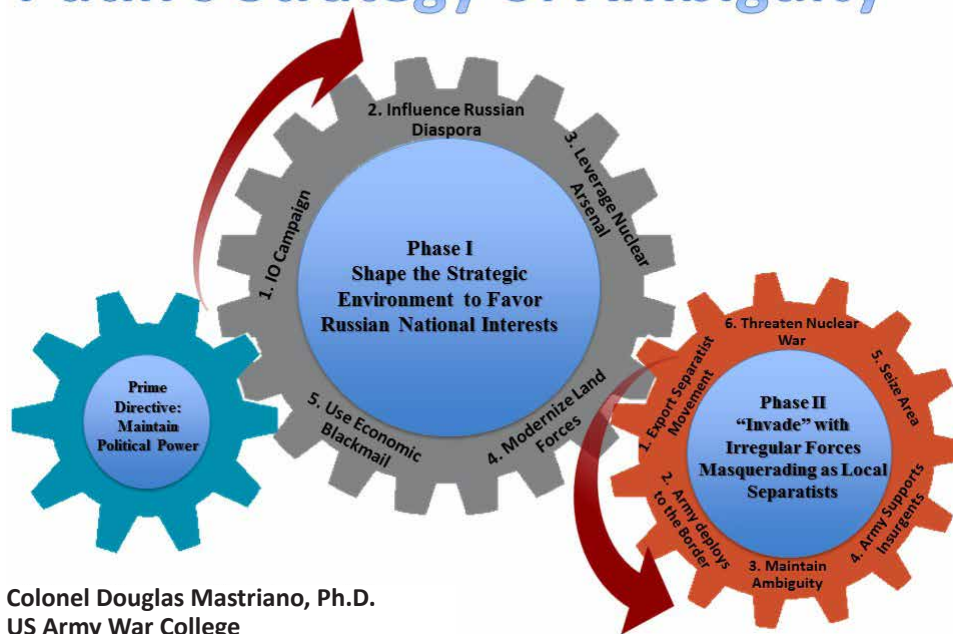 Putin's Strategy of Ambiguity
2. Influence Russian
Diaspora
3. Leverage Nuclear
Arsenal
1. IO Campaign
Phase I
Shape the Strategic
Environment to Favor
Russian National Interests
5. Use Economic
Blackmail
4. Modernize Land
Forces
Prime
Directive:
Maintain
Political Power
6. Threaten Nuclear
War
1. Export Separatist
Movement
5. Seize Area
Phase II
“Invade” with
Irregular Forces
Masquerading as Local
Separatists
2. Army deploys
to the Border
4. Army Supports
Insurgents
3. Maintain
Ambiguity
Colonel Douglas Mastriano, Ph.D.
US Army War College